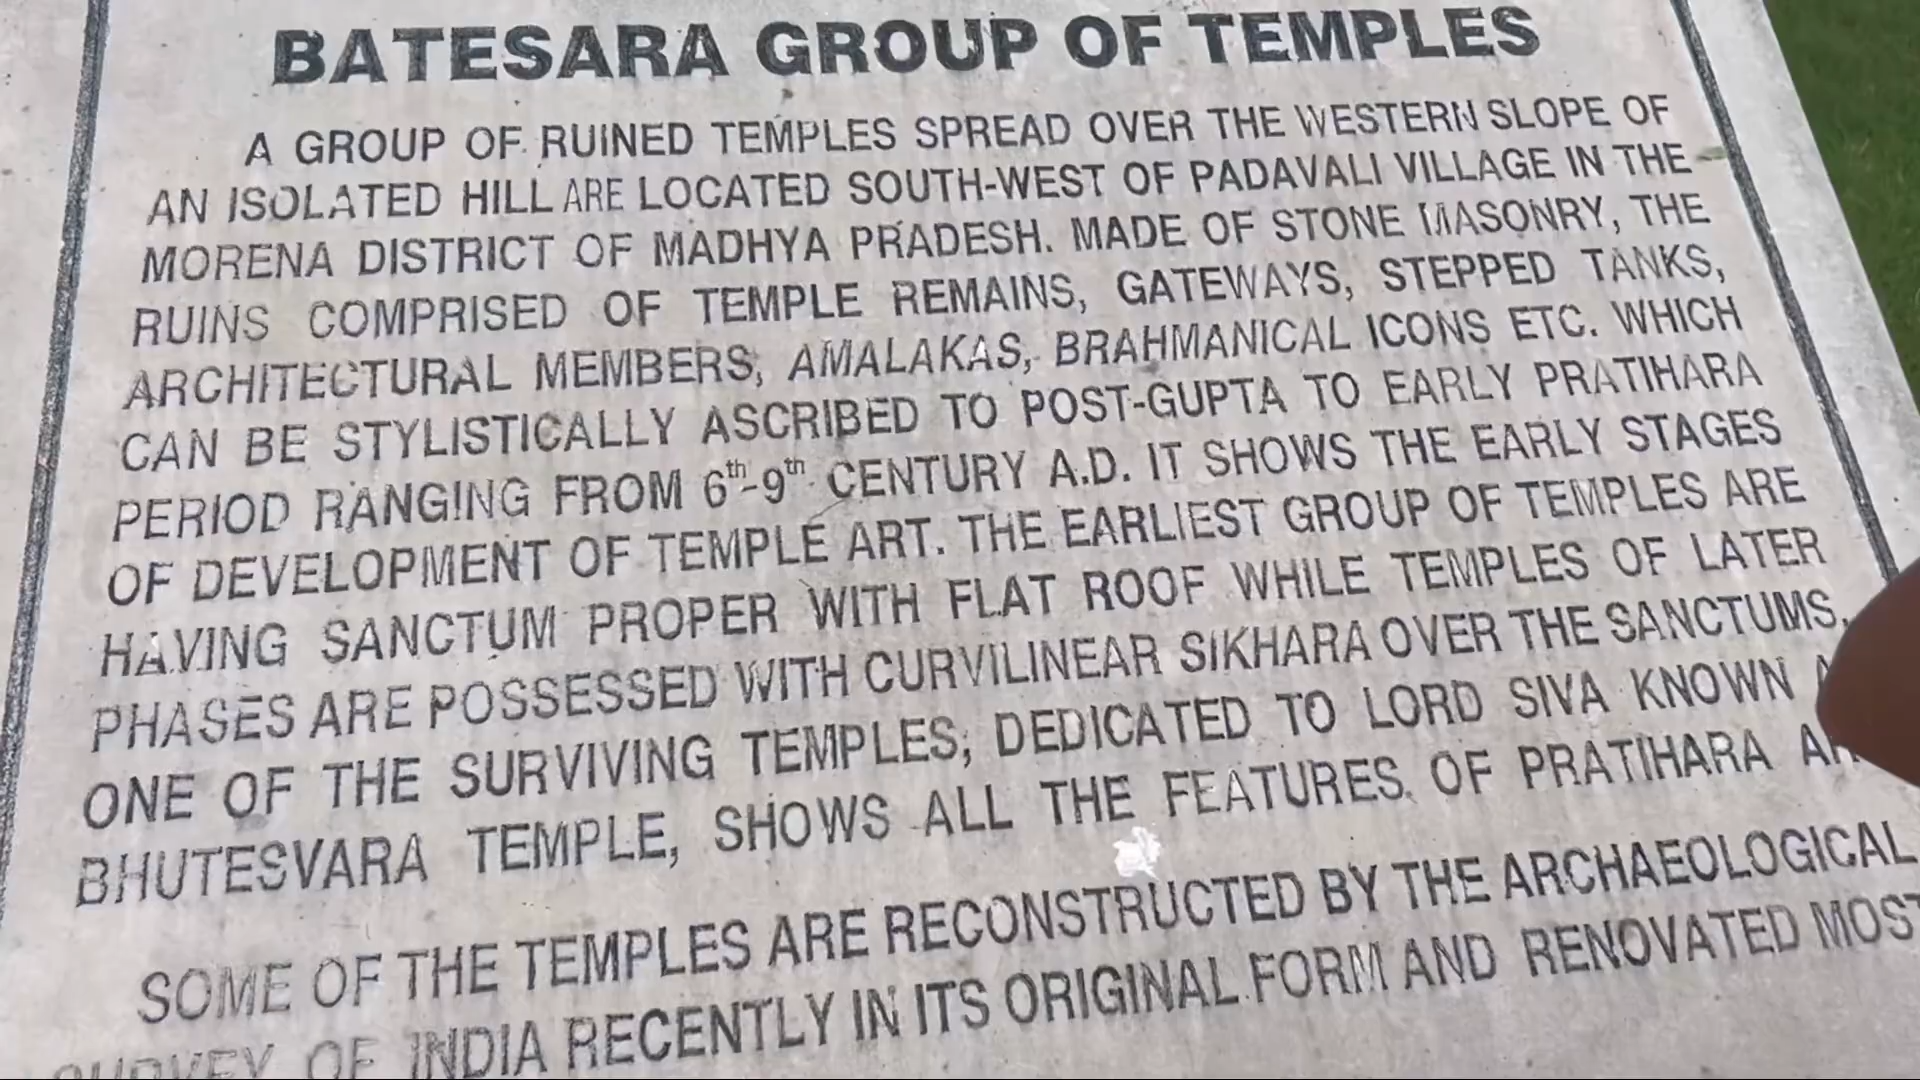 BATESARA GROUP OF TEMPLES
A GROUP OF RUINED TEMPLES SPREAD OVER THE WESTERN SLOPE OF
AN ISOLATED HILL ARE LOCATED SOUTH-WEST OF PADAVALI VILLAGE IN THE
MORENA DISTRICT OF MADHYA PRADESH. MADE OF STONE MASONRY, THE
RUINS COMPRISED OF TEMPLE REMAINS, GATEWAYS, STEPPED TANKS,
ARCHITECTURAL MEMBERS, AMALAKAS, BRAHMANICAL ICONS ETC. WHICH
CAN BE STYLISTICALLY ASCRIBED TO POST-GUPTA TO EARLY PRATIHARA
PERIOD RANGING FROM 6th-9th CENTURY A.D. IT SHOWS THE EARLY STAGES
OF DEVELOPMENT OF TEMPLE ART. THE EARLIEST GROUP OF TEMPLES ARE
HAVING SANCTUM PROPER WITH FLAT ROOF WHILE TEMPLES OF LATER
PHASES ARE POSSESSED WITH CURVILINEAR SIKHARA OVER THE SANCTUMS.
ONE OF THE SURVIVING TEMPLES, DEDICATED TO LORD SIVA KNOWN
BHUTESVARA TEMPLE, SHOWS ALL THE FEATURES OF PRATIHARA
SOME OF THE TEMPLES ARE RECONSTRUCTED BY THE ARCHAEOLOGICAL
SURVEY OF INDIA RECENTLY IN ITS ORIGINAL FORM AND RENOVATED MOST